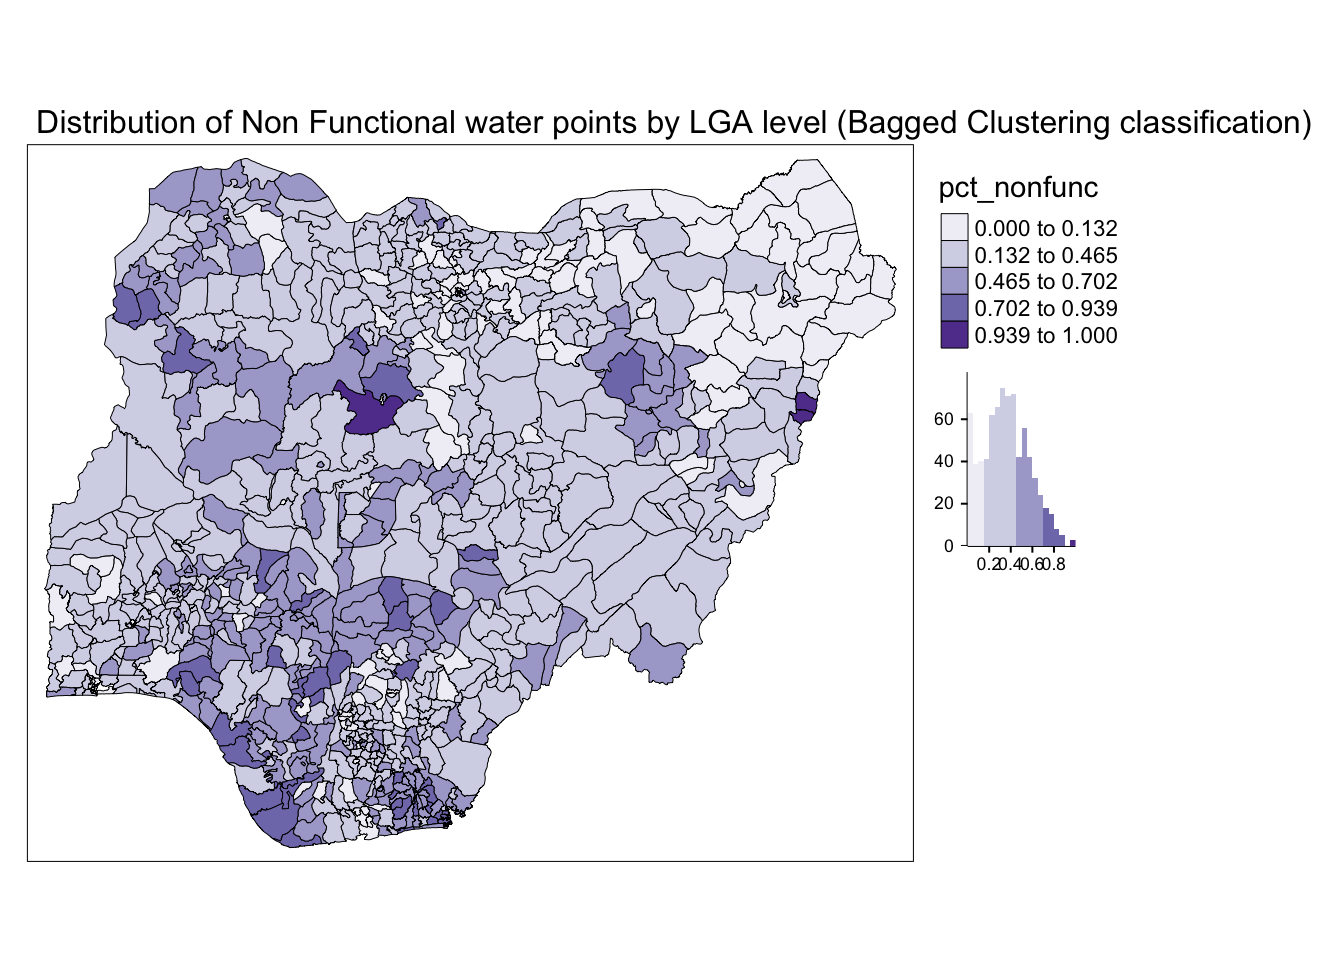 Distribution of Non Functional water points by LGA level (Bagged Clustering classification)
pct_nonfunc
0.000 to 0.132
0.132 to 0.465
0.465 to 0.702
0.702 to 0.939
0.939 to 1.000
60
40
20
0
0.2 0.4 0.6 0.8